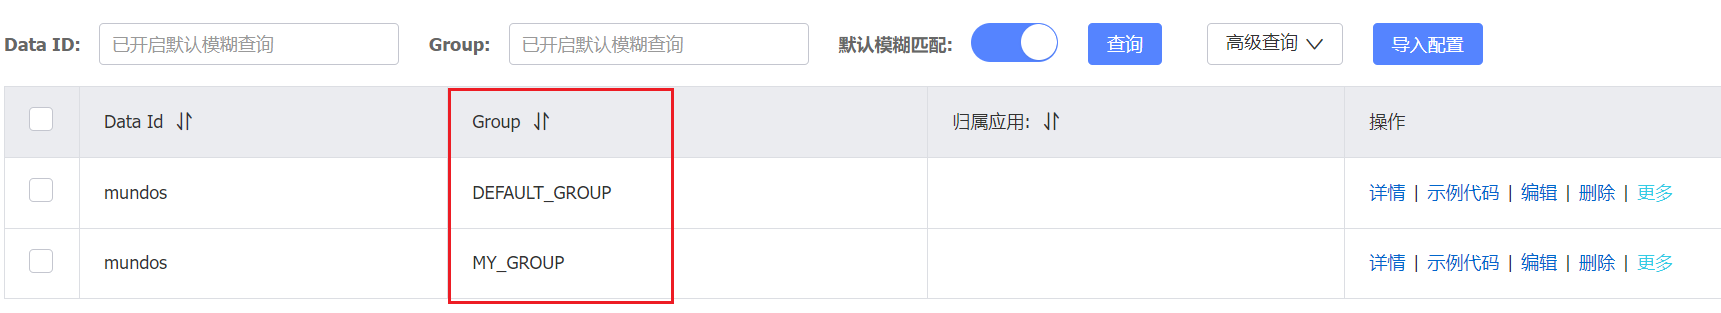 Data ID: 已开启默认模糊查询 Group: 已开启默认模糊查询 默认模糊匹配: 查询 高级查询 导入配置
Data Id Group 归属应用: 操作
mundos DEFAULT_GROUP 详情 | 示例代码 | 编辑 | 删除 | 更多
mundos MY_GROUP 详情 | 示例代码 | 编辑 | 删除 | 更多